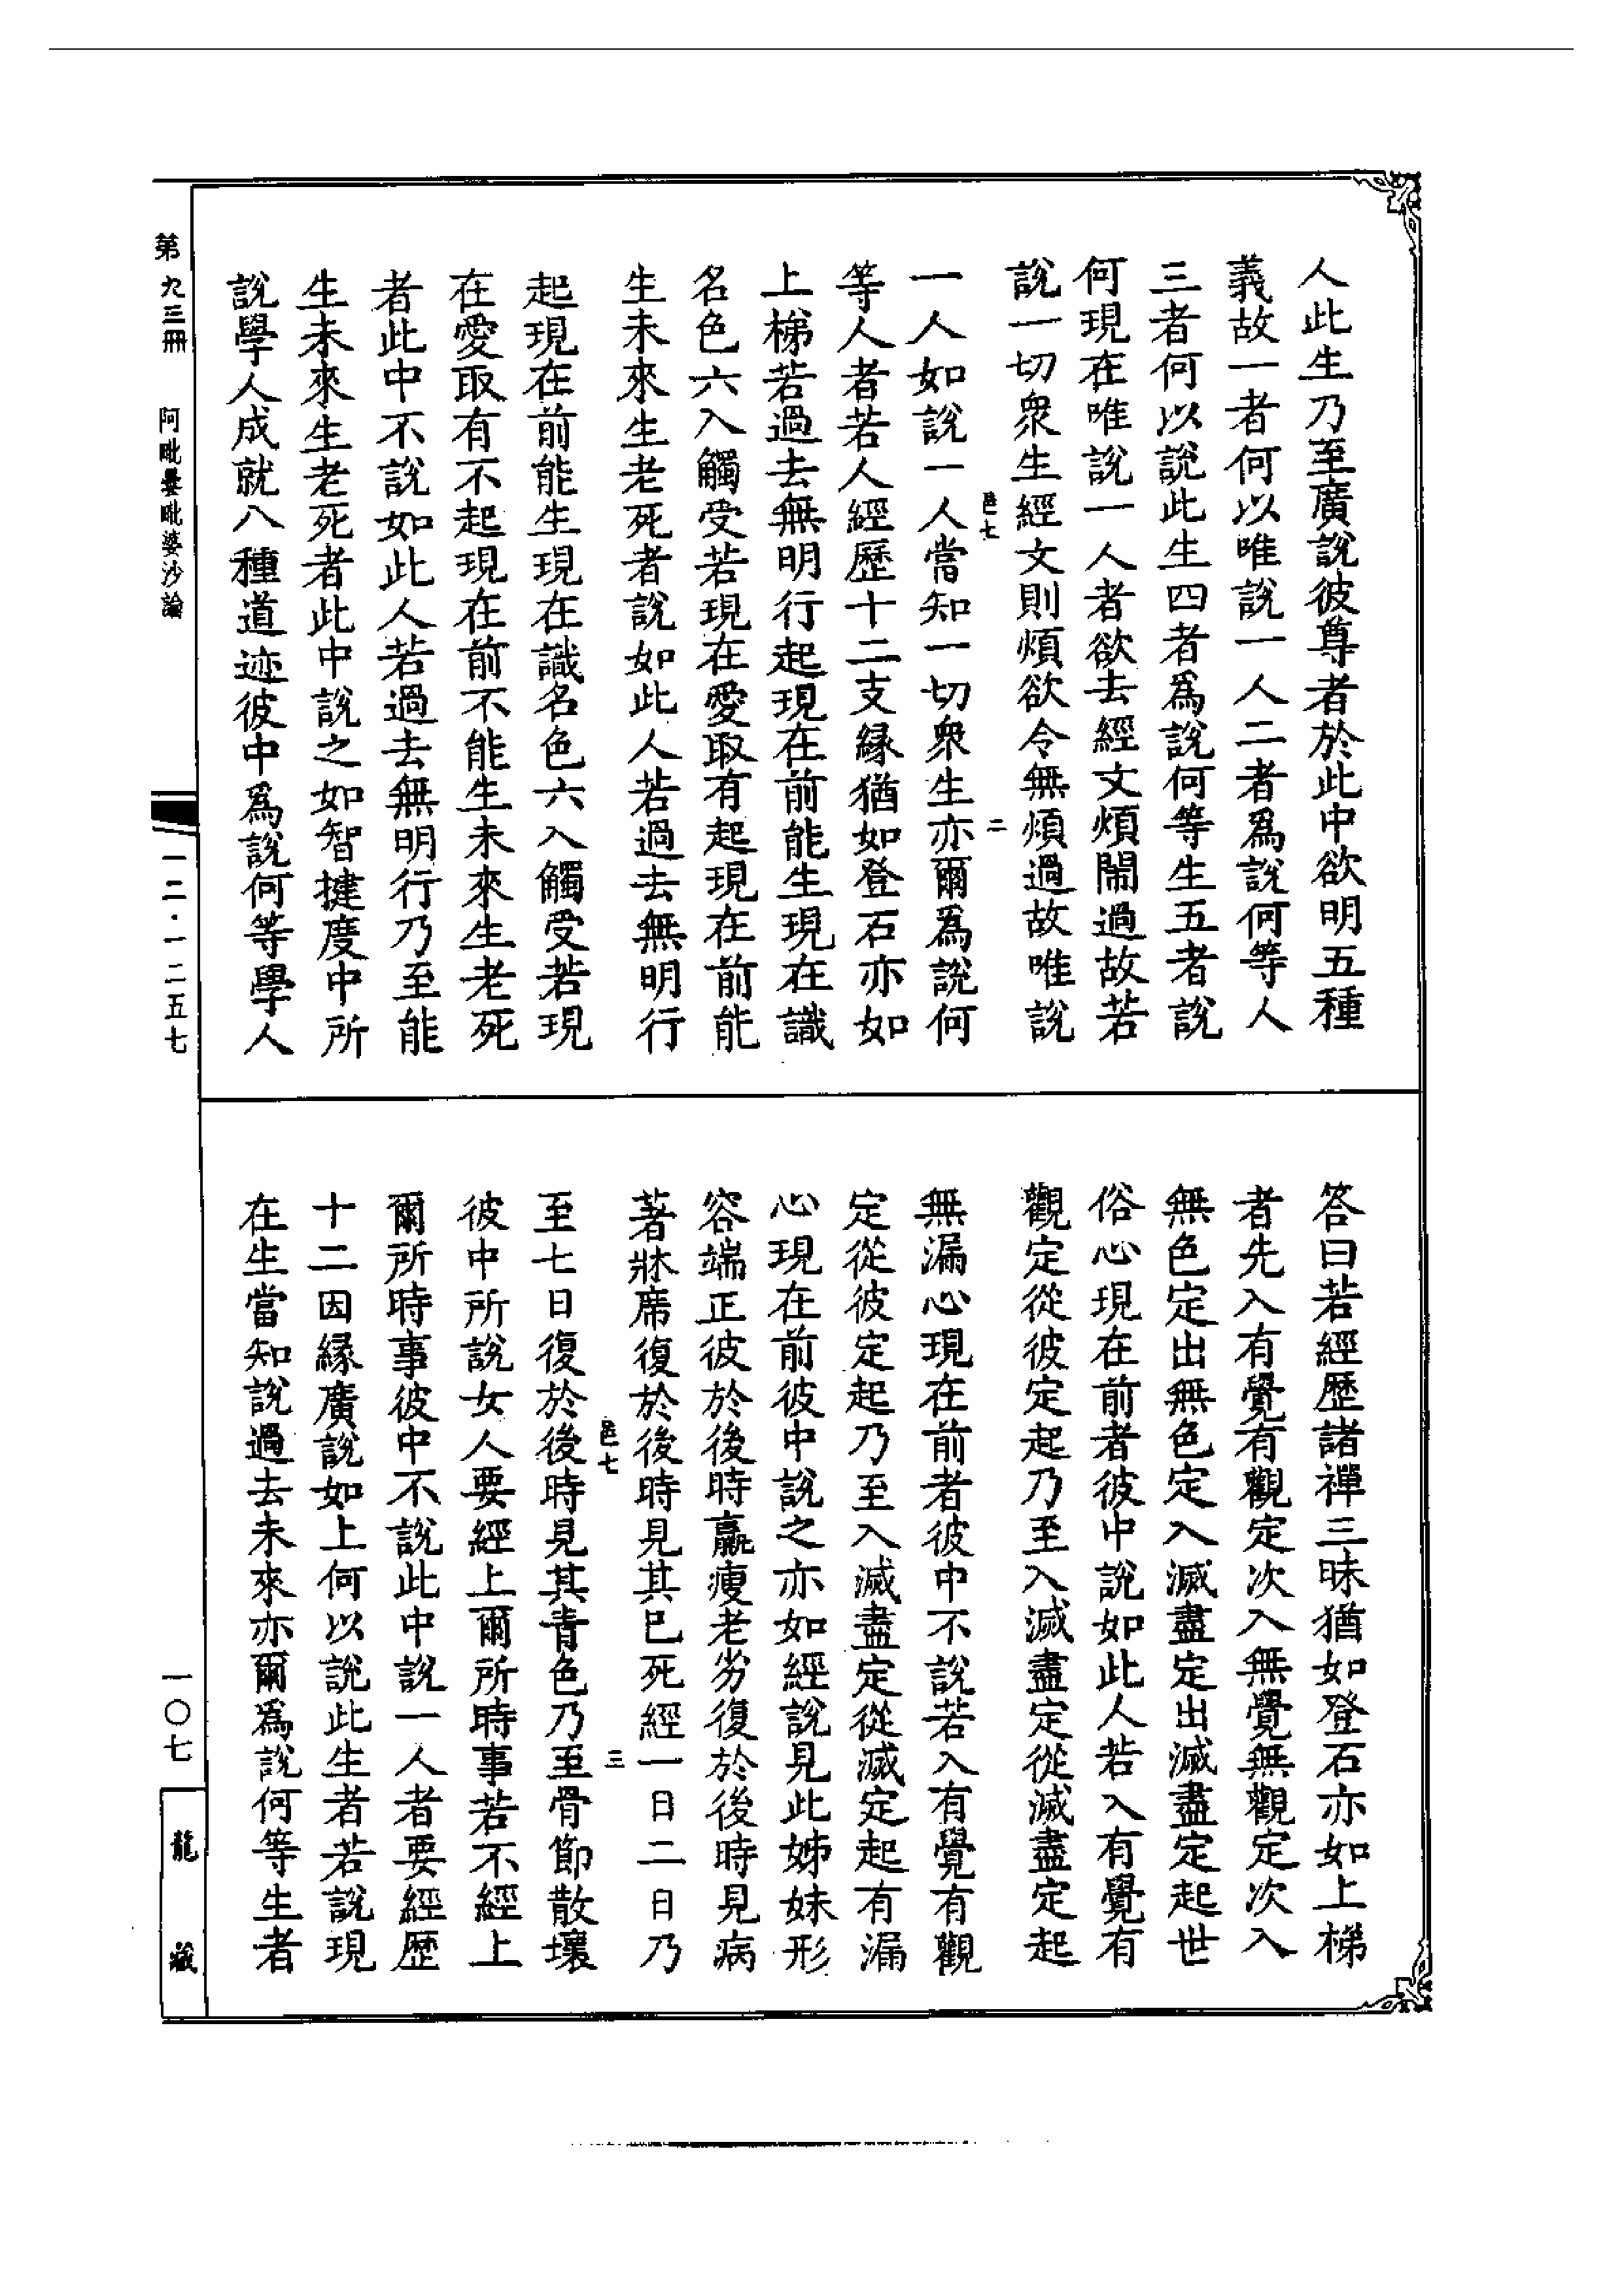 人此生乃至廣說彼尊者於此中欲明五種
義故一者何以唯說一人二者爲說何等人
三者何以說此生四者爲說何等生五者說
何現在唯說一人者欲去經文煩鬧過故若
說一切衆生經文則煩欲令無煩過故唯說
邑七 二
一人如說一人當知一切衆生亦爾爲說何
等人者若人經歷十二支緣猶如登石亦如
上梯若過去無明行起現在前能生現在識
名色六入觸受若現在愛取有起現在前能
生未來生老死者說如此人若過去無明行
起現在前能生現在識名色六入觸受若現
在愛取有不起現在前不能生未來生老死
者此中不說如此人若過去無明行乃至能
生未來生老死者此中說之如智揵度中所
說學人成就八種道迹彼中爲說何等學人
答曰若經歷諸禪三昧猶如登石亦如上梯
者先入有覺有觀定次入無覺無觀定次入
無色定出無色定入滅盡定出滅盡定起世
俗心現在前者彼中說如此人若入有覺有
觀定從彼定起乃至入滅盡定從滅盡定起
無漏心現在前者彼中不說若入有覺有觀
定從彼定起乃至入滅盡定從滅定起有漏
心現在前彼中說之亦如經說見此姊妹形
容端正彼於後時羸瘦老劣復於後時見病
著牀席復於後時見其已死經一日二日乃
邑七 三
至七日復於後時見其青色乃至骨節散壞
彼中所說女人要經上爾所時事若不經上
爾所時事彼中不說此中說一人者要經歷
十二因緣廣說如上何以說此生者若說現
在生當知說過去未來亦爾爲說何等生者
第九三冊 阿毗曇毗婆沙論
一二·一二五七
一〇七
龍藏